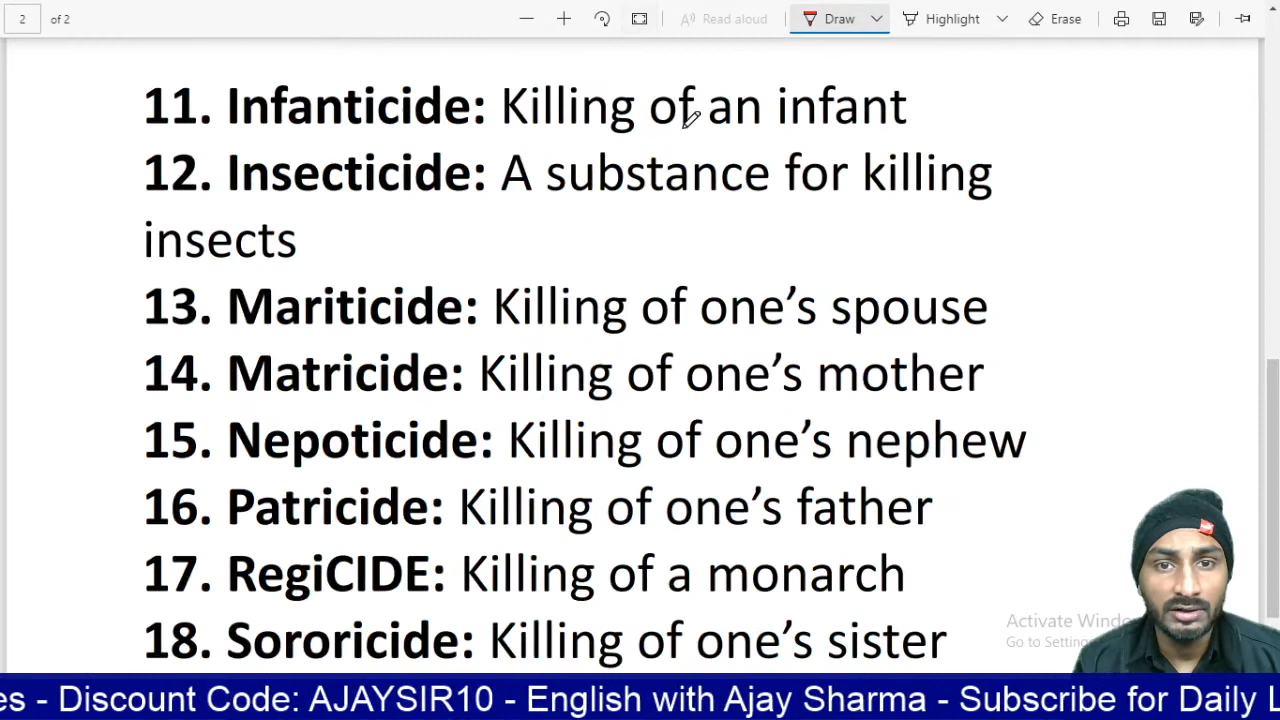 2 of 2 Read aloud Draw Highlight Erase
11. Infanticide: Killing of an infant
12. Insecticide: A substance for killing
insects
13. Mariticide: Killing of one’s spouse
14. Matricide: Killing of one’s mother
15. Nepoticide: Killing of one’s nephew
16. Patricide: Killing of one’s father
17. RegiCIDE: Killing of a monarch
18. Sororicide: Killing of one’s sister
Activate
Go to
es - Discount Code: AJAYSIR10 - English with Ajay Sharma - Subscribe for Daily L